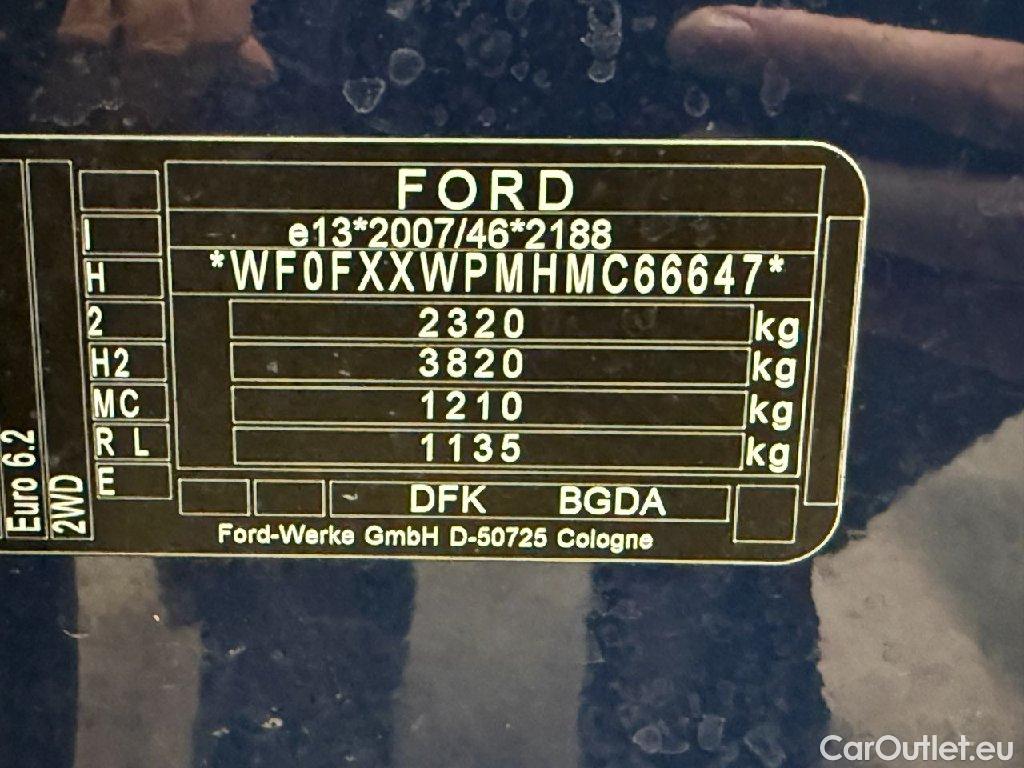 FORD
I e13*2007/46*2188
H *WF0FXXWPMHMC66647*
2 2320 kg
H2 3820 kg
MC 1210 kg
R L 1135 kg
E DFK BGDA
Ford-Werke GmbH D-50725 Cologne
Euro 6.2
2WD
CarOutlet.eu